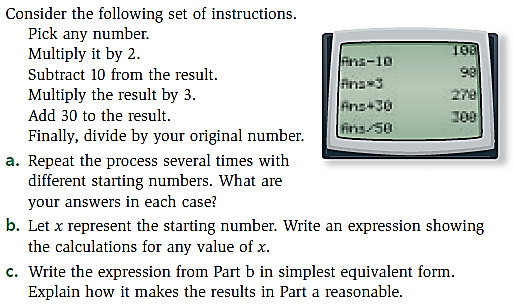 Consider the following set of instructions.
Pick any number.
Multiply it by 2.
Subtract 10 from the result.
Multiply the result by 3.
Add 30 to the result.
Finally, divide by your original number.
100
Ans-10
90
Ans*3
270
Ans+30
300
Ans/50
a. Repeat the process several times with
different starting numbers. What are
your answers in each case?
b. Let x represent the starting number. Write an expression showing
the calculations for any value of x.
c. Write the expression from Part b in simplest equivalent form.
Explain how it makes the results in Part a reasonable.